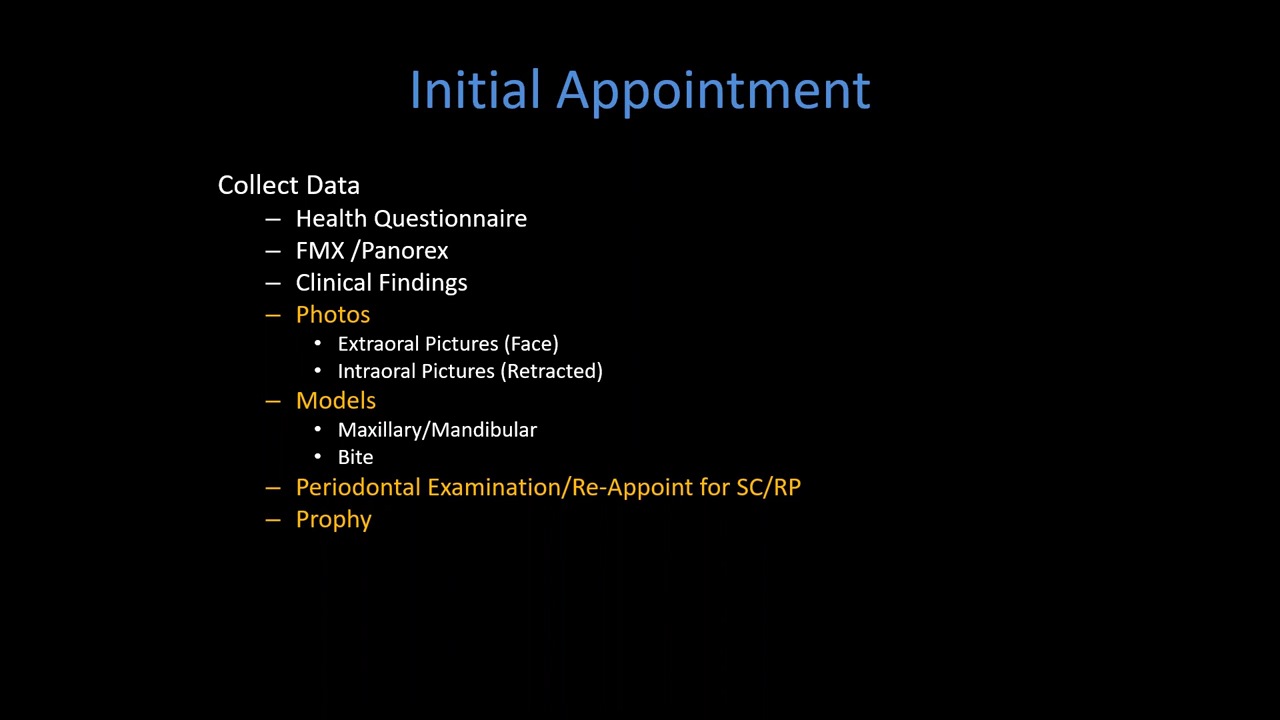 Initial Appointment
Collect Data
– Health Questionnaire
– FMX /Panorex
– Clinical Findings
– Photos
• Extraoral Pictures (Face)
• Intraoral Pictures (Retracted)
– Models
• Maxillary/Mandibular
• Bite
– Periodontal Examination/Re-Appoint for SC/RP
– Prophy